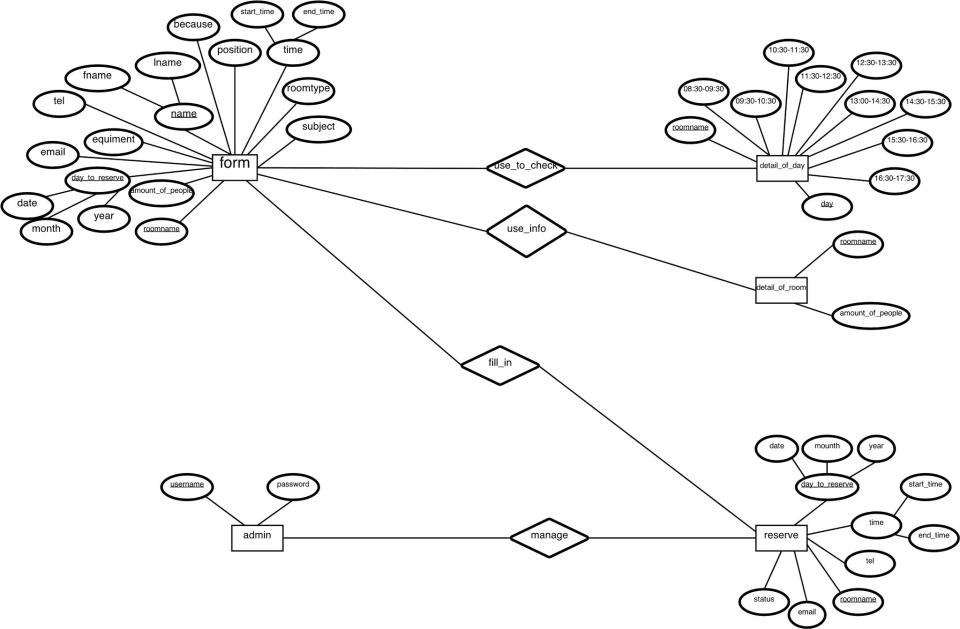 start_time
end_time
because
position
time
lname
fname
roomtype
tel
name
subject
equiment
email
form
day_to_reserve
amount_of_people
date
year
month
roomname
use_to_check
10:30-11:30
12:30-13:30
11:30-12:30
08:30-09:30
09:30-10:30
13:00-14:30
14:30-15:30
roomname
15:30-16:30
detail_of_day
16:30-17:30
day
use_info
roomname
detail_of_room
amount_of_people
fill_in
date
mounth
year
username
password
day_to_reserve
start_time
time
admin
manage
reserve
end_time
tel
status
email
roomname